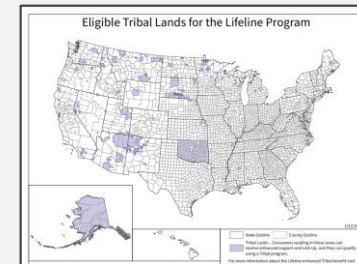 Eligible Tribal Lands for the Lifeline Program
State Outline
County Outline
Tribal Lands - Consumers residing in these areas can
receive enhanced support and Link Up, and they can qualify
using a Tribal program.
For more information about the Lifeline enhanced Tribal benefit visit